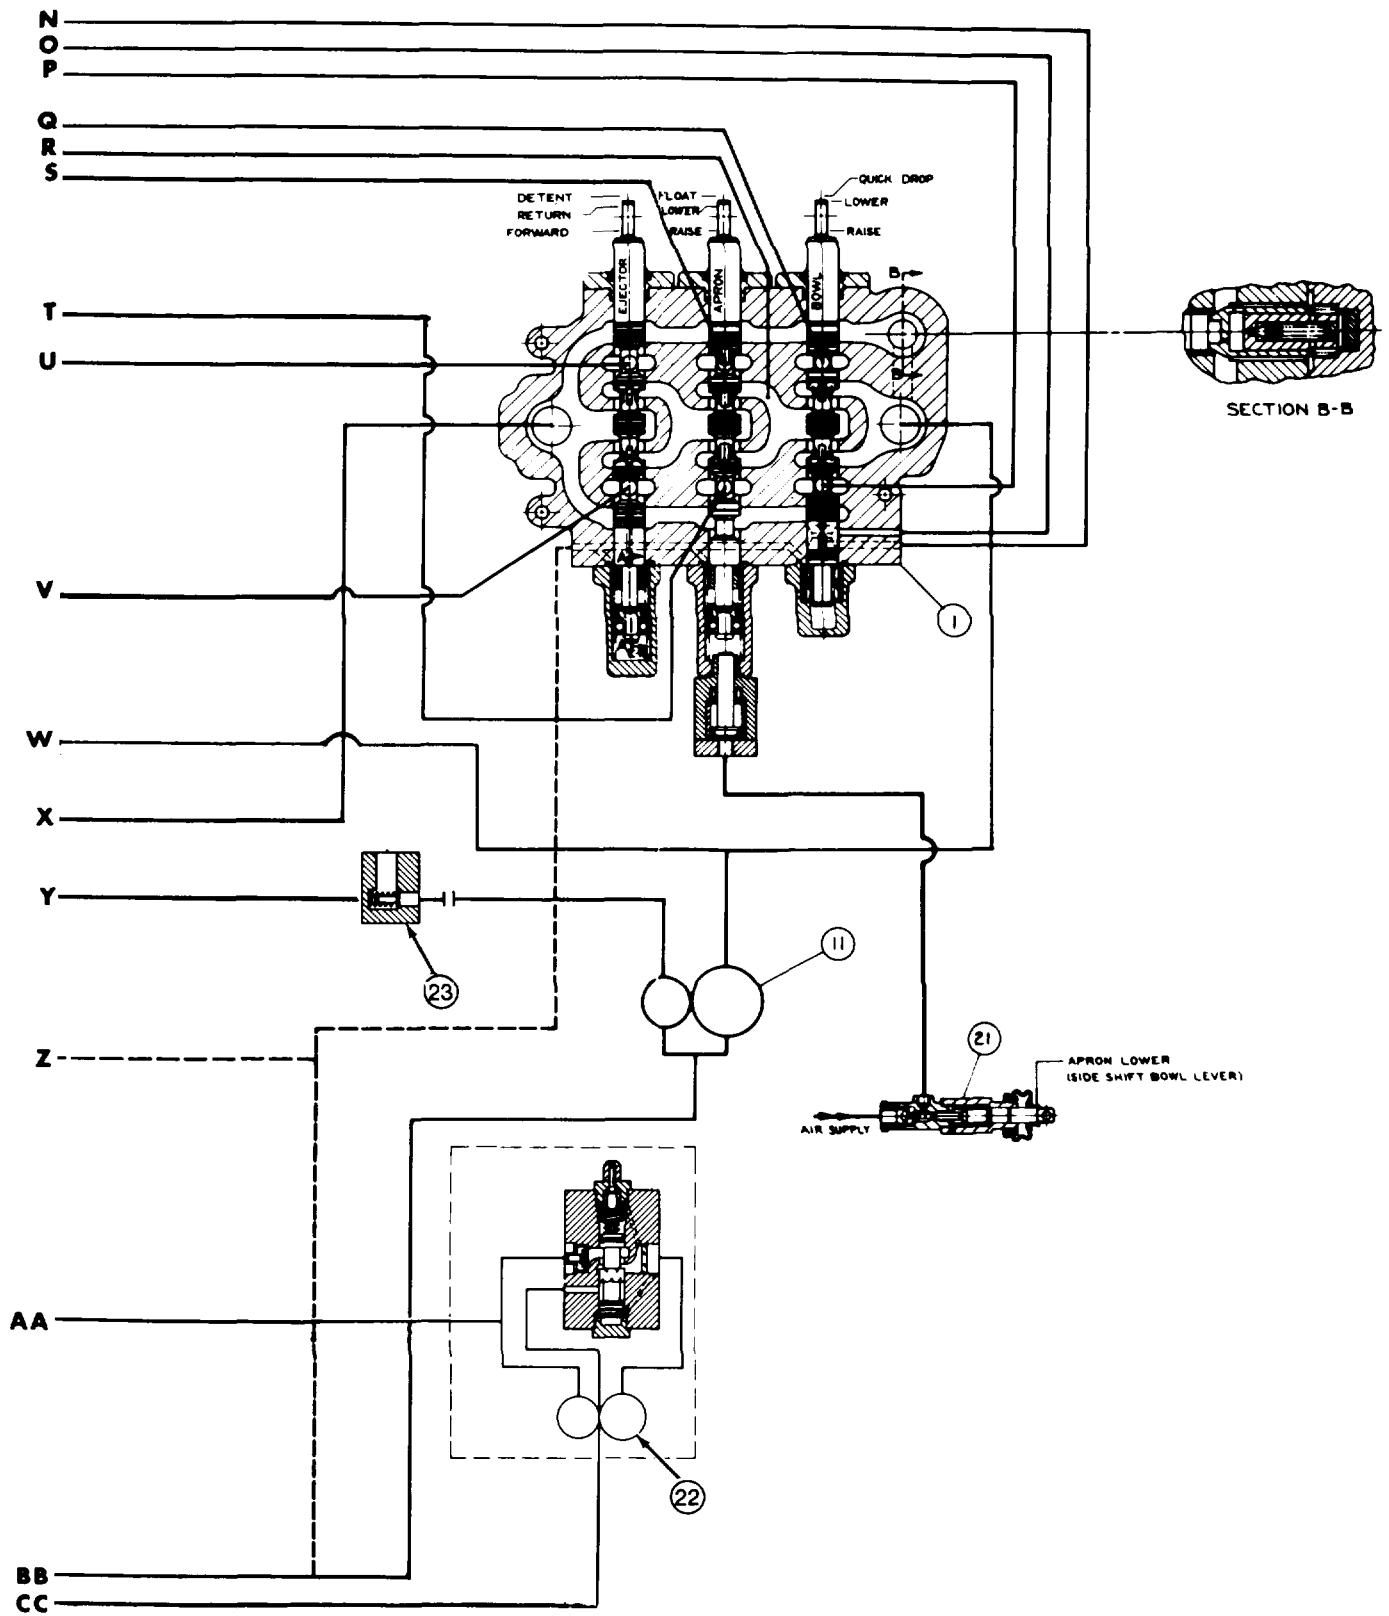 N
O
P
Q
R
S
DETENT
RETURN
FORWARD
FLOAT
LOWER
RAISE
QUICK DROP
LOWER
RAISE
EJECTOR
APRON
BOWL
B
B
SECTION B-B
T
U
V
A
A
1
W
X
Y
23
11
Z
21
APRON LOWER
(SIDE SHIFT BOWL LEVER)
AIR SUPPLY
AA
22
BB
CC